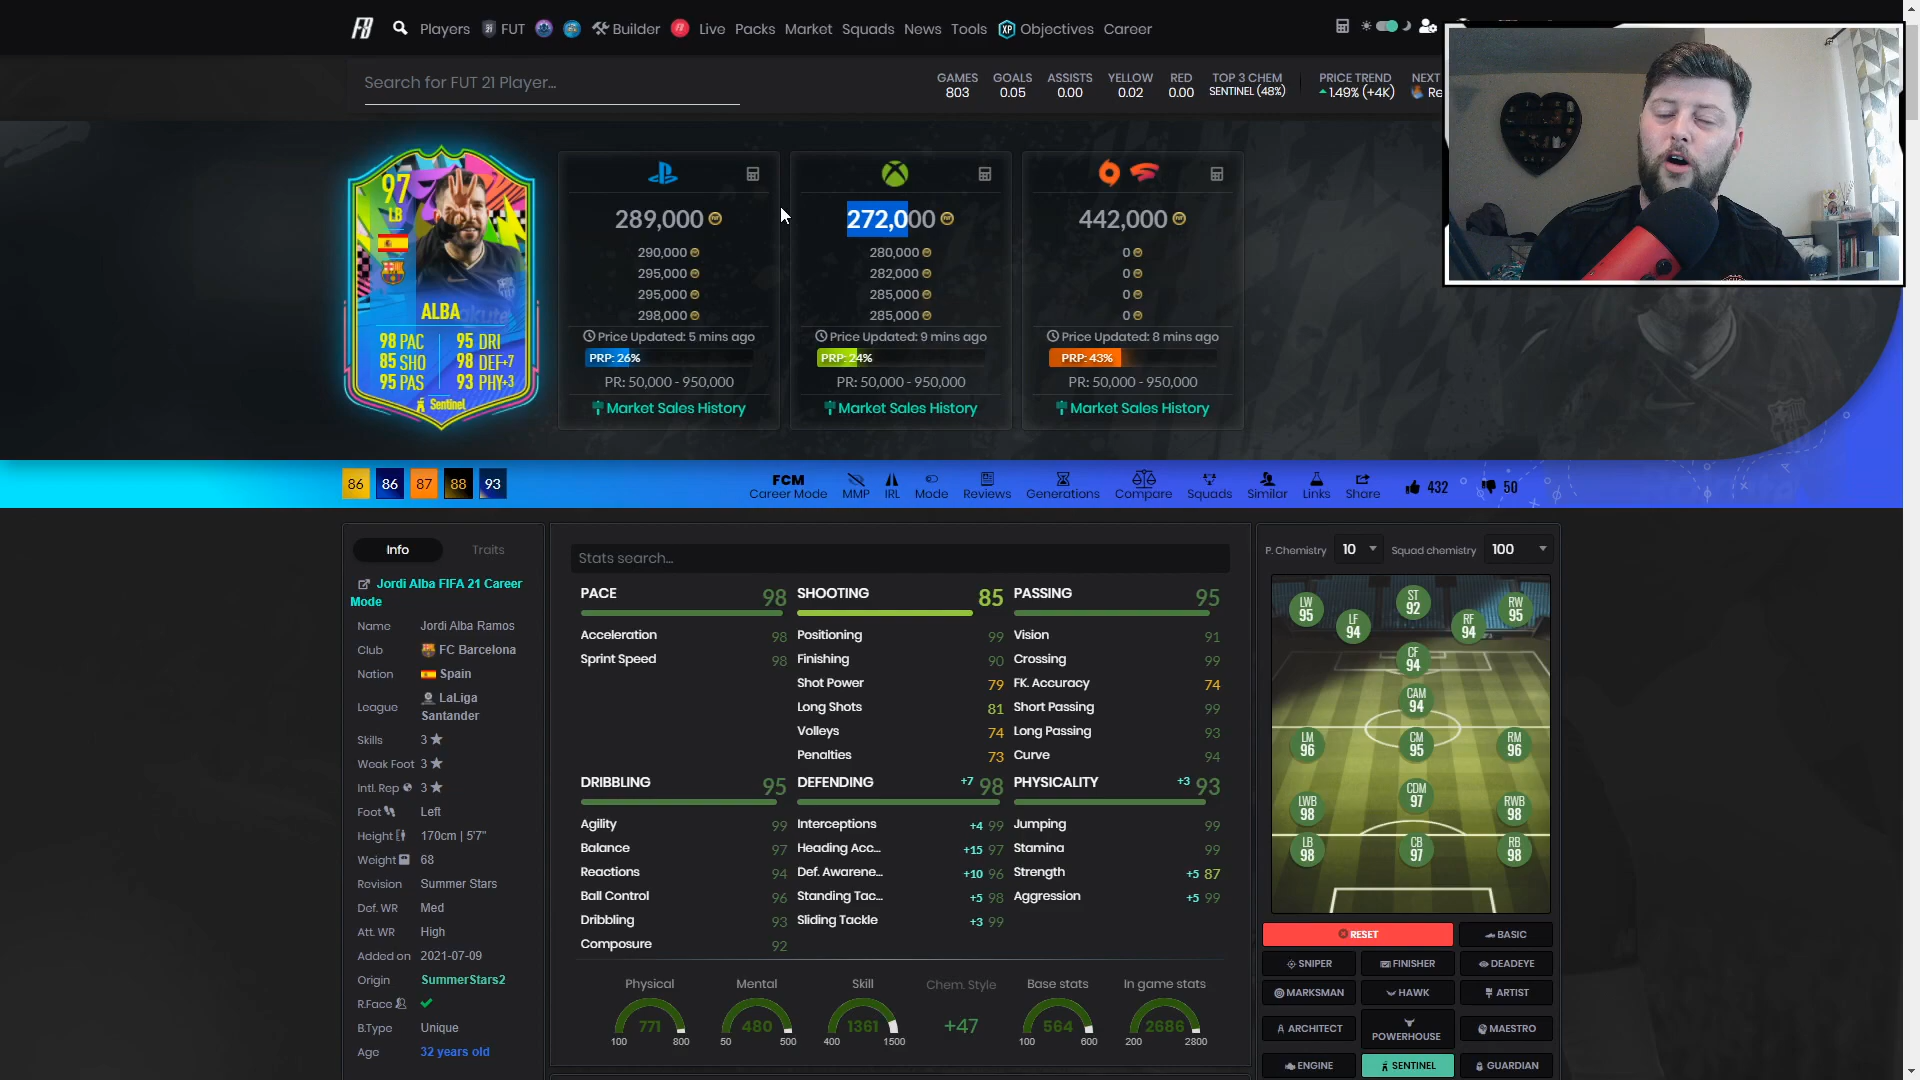 Players FUT Builder Live Packs Market Squads News Tools XP Objectives Career
Search for FUT 21 Player...
GAMES GOALS ASSISTS YELLOW RED TOP 3 CHEM PRICE TREND NEXT
803 0.05 0.00 0.02 0.00 SENTINEL (48%) 1.49% (+4K) Re
97
LB
ALBA
98 PAC 95 DRI
85 SHO 98 DEF+7
95 PAS 93 PHY+3
Sentinel
289,000
290,000
295,000
295,000
298,000
Price Updated: 5 mins ago
PRP: 26%
PR: 50,000 - 950,000
Market Sales History
272,000
280,000
282,000
285,000
285,000
Price Updated: 9 mins ago
PRP: 24%
PR: 50,000 - 950,000
Market Sales History
442,000
0
0
0
0
Price Updated: 8 mins ago
PRP: 43%
PR: 50,000 - 950,000
Market Sales History
86 86 87 88 93
FCM
Career Mode MMP IRL Mode Reviews Generations Compare Squads Similar Links Share 432 50
Info Traits
Jordi Alba FIFA 21 Career
Mode
Name Jordi Alba Ramos
Club FC Barcelona
Nation Spain
League LaLiga
Santander
Skills 3
Weak Foot 3
Intl. Rep 3
Foot Left
Height 170cm | 5'7"
Weight 68
Revision Summer Stars
Def. WR Med
Att. WR High
Added on 2021-07-09
Origin SummerStars2
R.Face
B.Type Unique
Age 32 years old
Stats search...
PACE 98
Acceleration 98
Sprint Speed 98
SHOOTING 85
Positioning 99
Finishing 90
Shot Power 79
Long Shots 81
Volleys 74
Penalties 73
PASSING 95
Vision 91
Crossing 99
FK. Accuracy 74
Short Passing 99
Long Passing 93
Curve 94
DRIBBLING 95
Agility 99
Balance 97
Reactions 94
Ball Control 96
Dribbling 93
Composure 92
DEFENDING +7 98
Interceptions +4 99
Heading Acc... +15 97
Def. Awarene... +10 96
Standing Tac... +5 98
Sliding Tackle +3 99
PHYSICALITY +3 93
Jumping 99
Stamina 99
Strength +5 87
Aggression +5 99
Physical Mental Skill Chem. Style Base stats In game stats
771 480 1361 +47 564 2686
100 800 50 500 400 1500 100 600 200 2800
P. Chemistry 10 Squad chemistry 100
ST
92
LW
95
RW
95
LF
94
RF
94
CF
94
CAM
94
LM
96
CM
95
RM
96
CDM
97
LWB
98
RWB
98
LB
98
CB
97
RB
98
RESET BASIC
SNIPER FINISHER DEADEYE
MARKSMAN HAWK ARTIST
ARCHITECT POWERHOUSE MAESTRO
ENGINE SENTINEL GUARDIAN